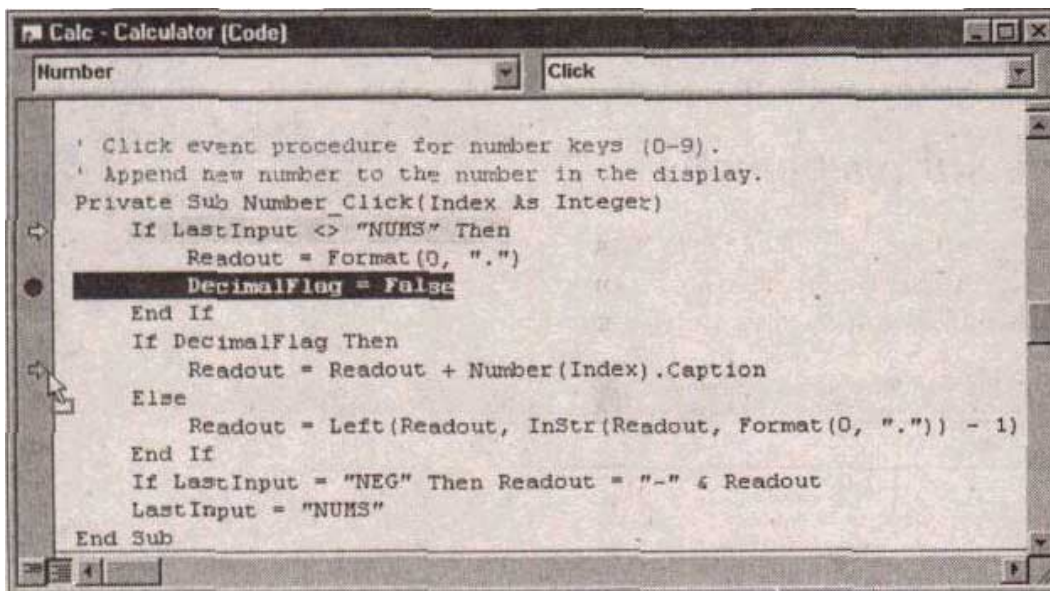 Calc - Calculator (Code)
Number
Click
' Click event procedure for number keys (0-9).
' Append new number to the number in the display.
Private Sub Number_Click(Index As Integer)
If LastInput <> "NUMS" Then
Readout = Format(0, ".")
DecimalFlag = False
End If
If DecimalFlag Then
Readout = Readout + Number(Index).Caption
Else
Readout = Left(Readout, InStr(Readout, Format(0, ".")) - 1)
End If
If LastInput = "NEG" Then Readout = "-" & Readout
LastInput = "NUMS"
End Sub